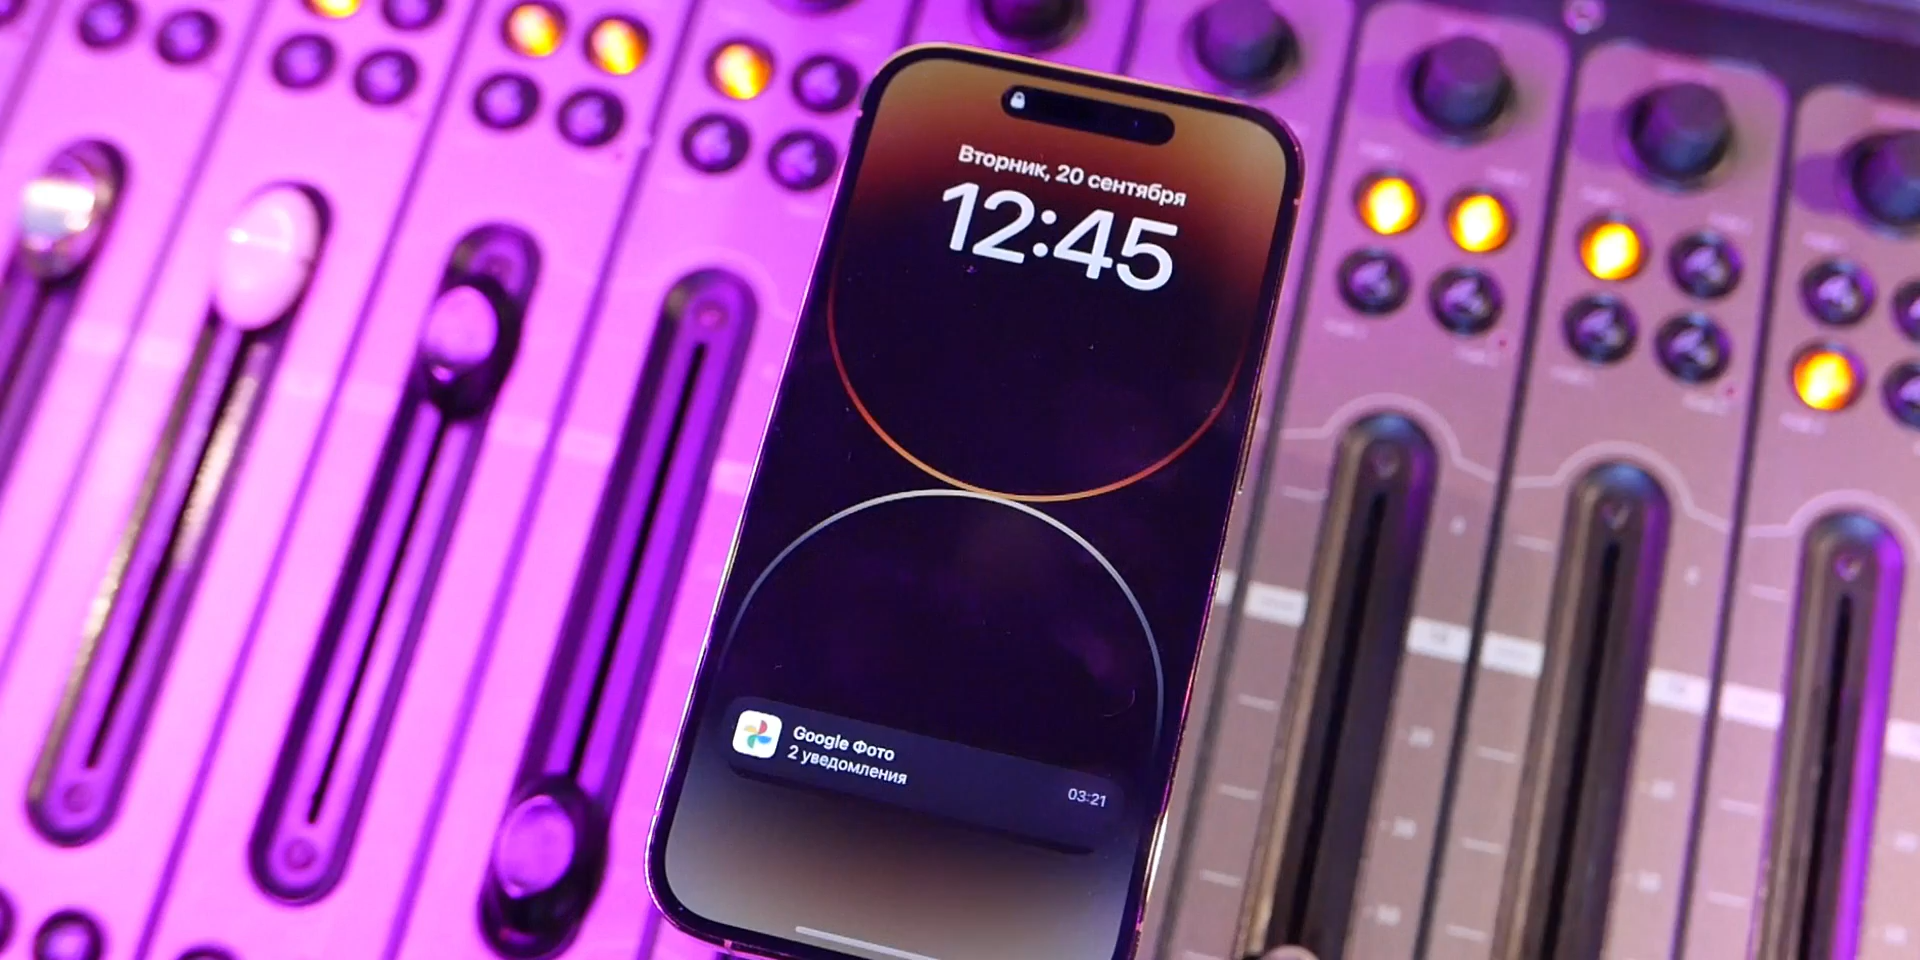 Вторник, 20 сентября
12:45
Google Фото
2 уведомления
03:21